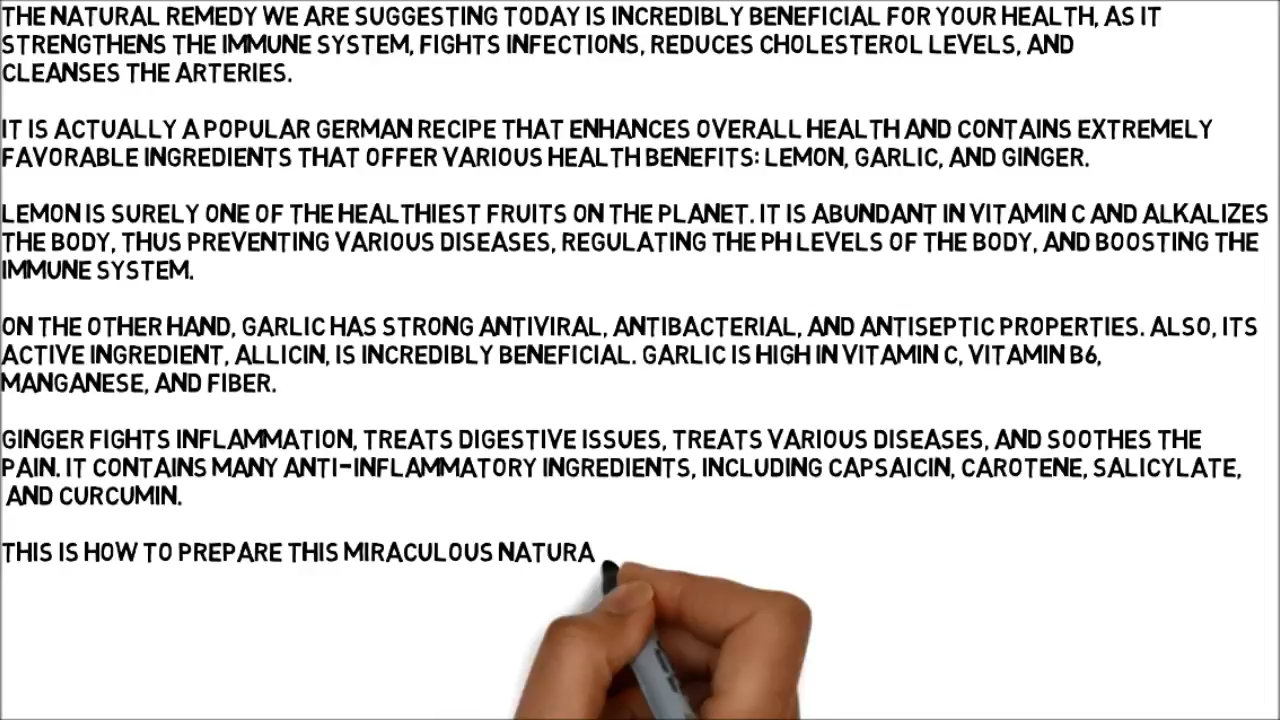 THE NATURAL REMEDY WE ARE SUGGESTING TODAY IS INCREDIBLY BENEFICIAL FOR YOUR HEALTH, AS IT
STRENGTHENS THE IMMUNE SYSTEM, FIGHTS INFECTIONS, REDUCES CHOLESTEROL LEVELS, AND
CLEANSES THE ARTERIES.
IT IS ACTUALLY A POPULAR GERMAN RECIPE THAT ENHANCES OVERALL HEALTH AND CONTAINS EXTREMELY
FAVORABLE INGREDIENTS THAT OFFER VARIOUS HEALTH BENEFITS: LEMON, GARLIC, AND GINGER.
LEMON IS SURELY ONE OF THE HEALTHIEST FRUITS ON THE PLANET. IT IS ABUNDANT IN VITAMIN C AND ALKALIZES
THE BODY, THUS PREVENTING VARIOUS DISEASES, REGULATING THE PH LEVELS OF THE BODY, AND BOOSTING THE
IMMUNE SYSTEM.
ON THE OTHER HAND, GARLIC HAS STRONG ANTIVIRAL, ANTIBACTERIAL, AND ANTISEPTIC PROPERTIES. ALSO, ITS
ACTIVE INGREDIENT, ALLICIN, IS INCREDIBLY BENEFICIAL. GARLIC IS HIGH IN VITAMIN C, VITAMIN B6,
MANGANESE, AND FIBER.
GINGER FIGHTS INFLAMMATION, TREATS DIGESTIVE ISSUES, TREATS VARIOUS DISEASES, AND SOOTHES THE
PAIN. IT CONTAINS MANY ANTI-INFLAMMATORY INGREDIENTS, INCLUDING CAPSAICIN, CAROTENE, SALICYLATE,
AND CURCUMIN.
THIS IS HOW TO PREPARE THIS MIRACULOUS NATURA